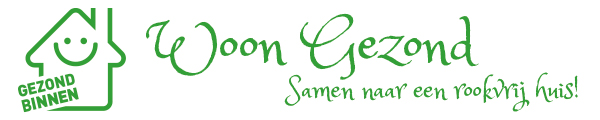 GEZOND
BINNEN
Woon Gezond
Samen naar een rookvrij huis!